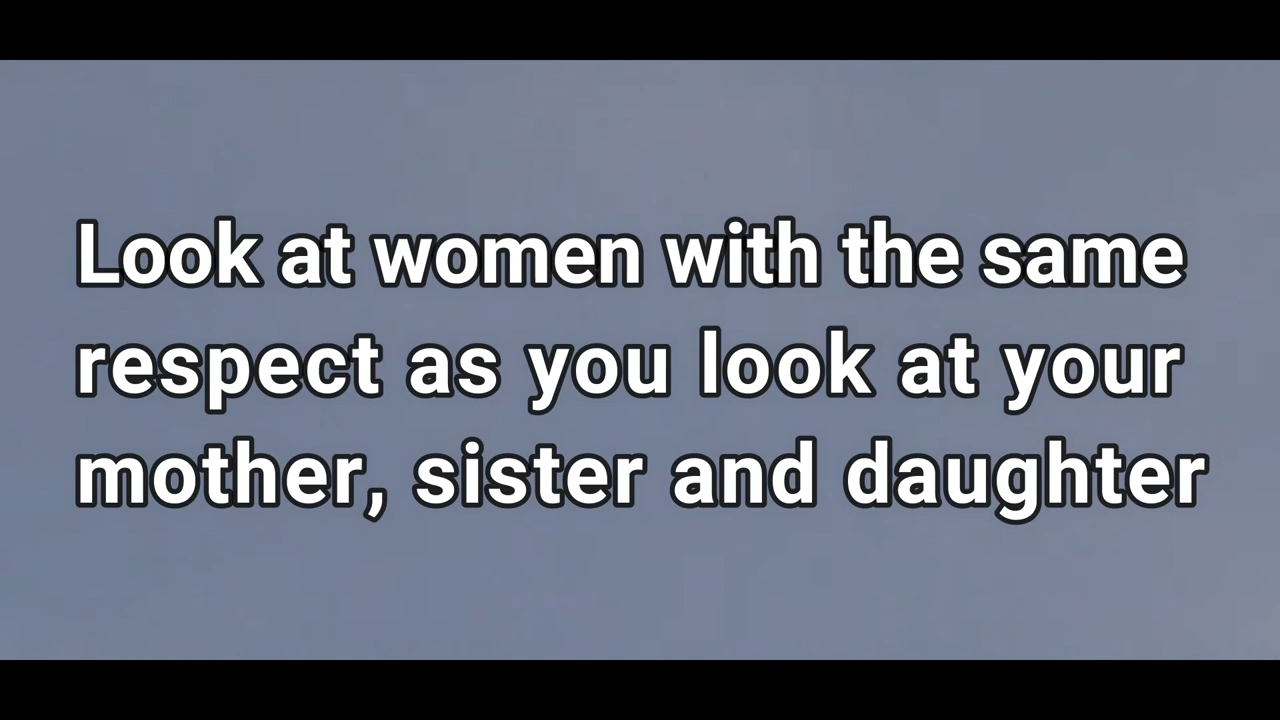 Look at women with the same
respect as you look at your
mother, sister and daughter